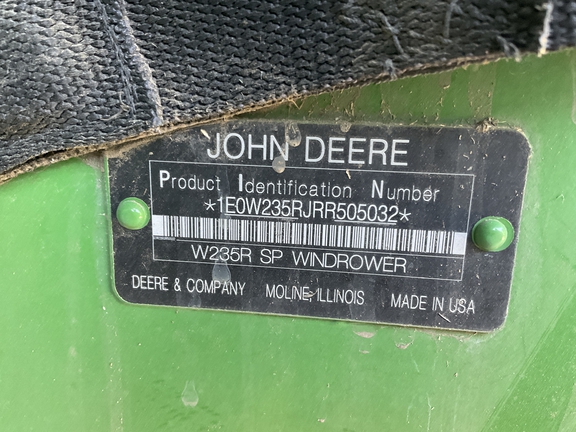 JOHN DEERE
Product Identification Number
*1E0W235RJRR505032*
W235R SP WINDROWER
DEERE & COMPANY MOLINE, ILLINOIS MADE IN USA